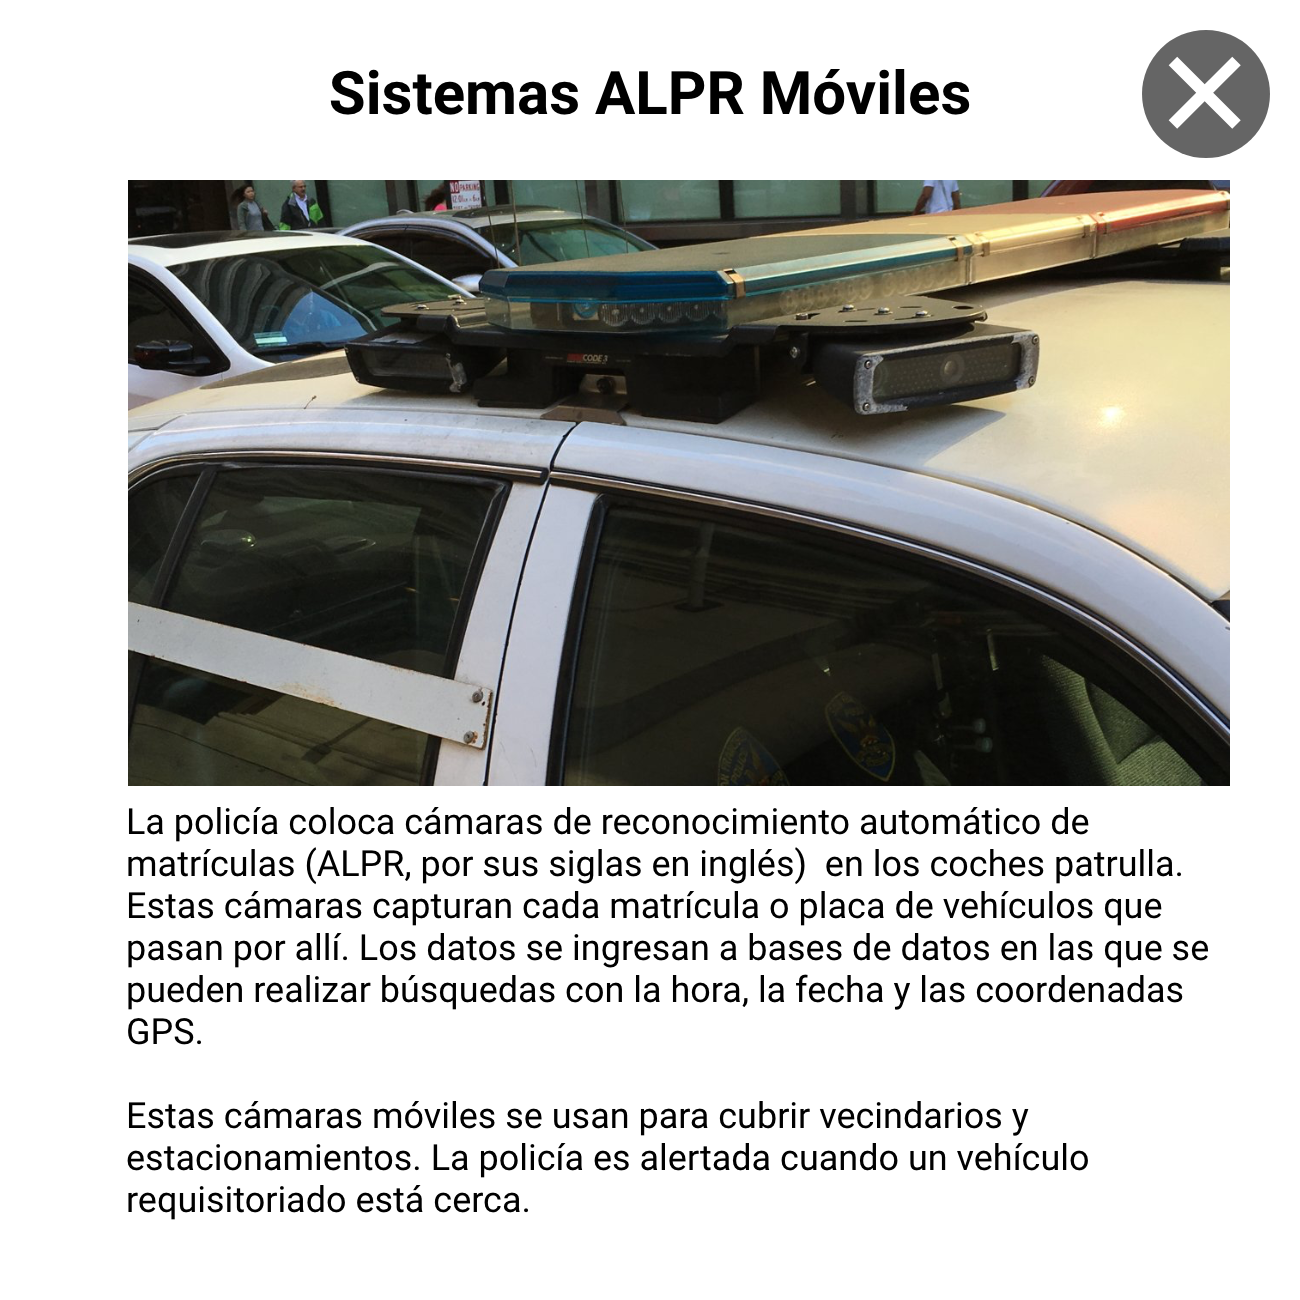 Sistemas ALPR Móviles
NO PARKING
CODE 3
La policía coloca cámaras de reconocimiento automático de
matrículas (ALPR, por sus siglas en inglés)  en los coches patrulla.
Estas cámaras capturan cada matrícula o placa de vehículos que
pasan por allí. Los datos se ingresan a bases de datos en las que se
pueden realizar búsquedas con la hora, la fecha y las coordenadas
GPS.
Estas cámaras móviles se usan para cubrir vecindarios y
estacionamientos. La policía es alertada cuando un vehículo
requisitoriado está cerca.